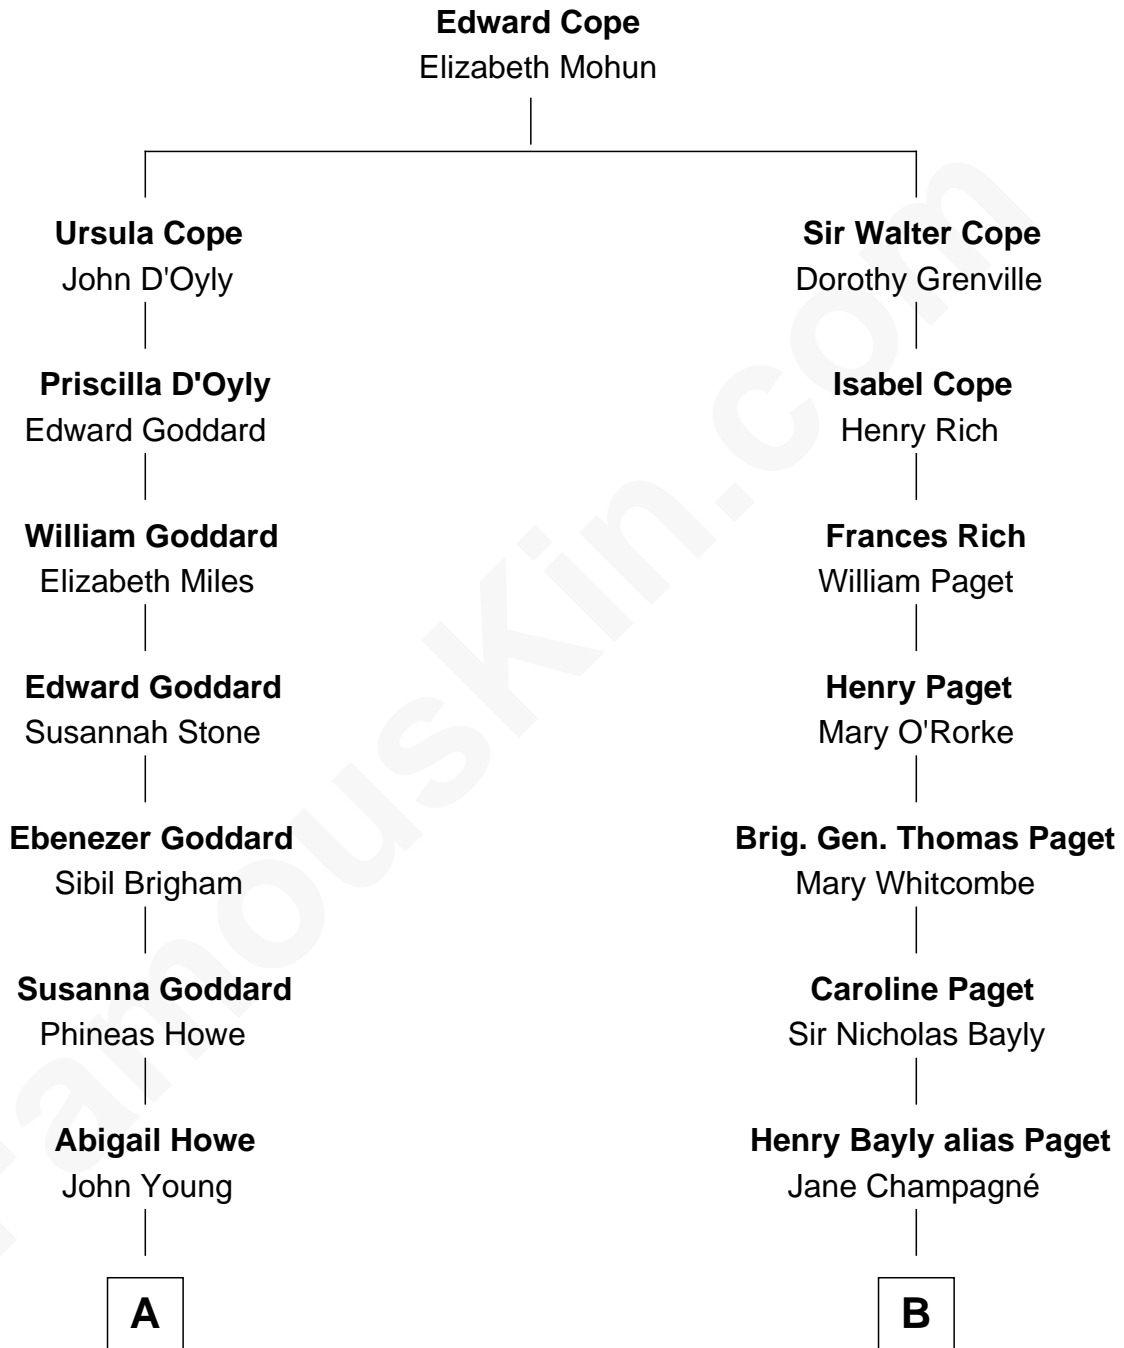 Edward Cope
Elizabeth Mohun
Ursula Cope
John D'Oyly
Sir Walter Cope
Dorothy Grenville
Priscilla D'Oyly
Edward Goddard
Isabel Cope
Henry Rich
William Goddard
Elizabeth Miles
Frances Rich
William Paget
Edward Goddard
Susannah Stone
Henry Paget
Mary O'Rorke
Ebenezer Goddard
Sibil Brigham
Brig. Gen. Thomas Paget
Mary Whitcombe
Susanna Goddard
Phineas Howe
Caroline Paget
Sir Nicholas Bayly
Abigail Howe
John Young
Henry Bayly alias Paget
Jane Champagné
A
B
FamousKin.com